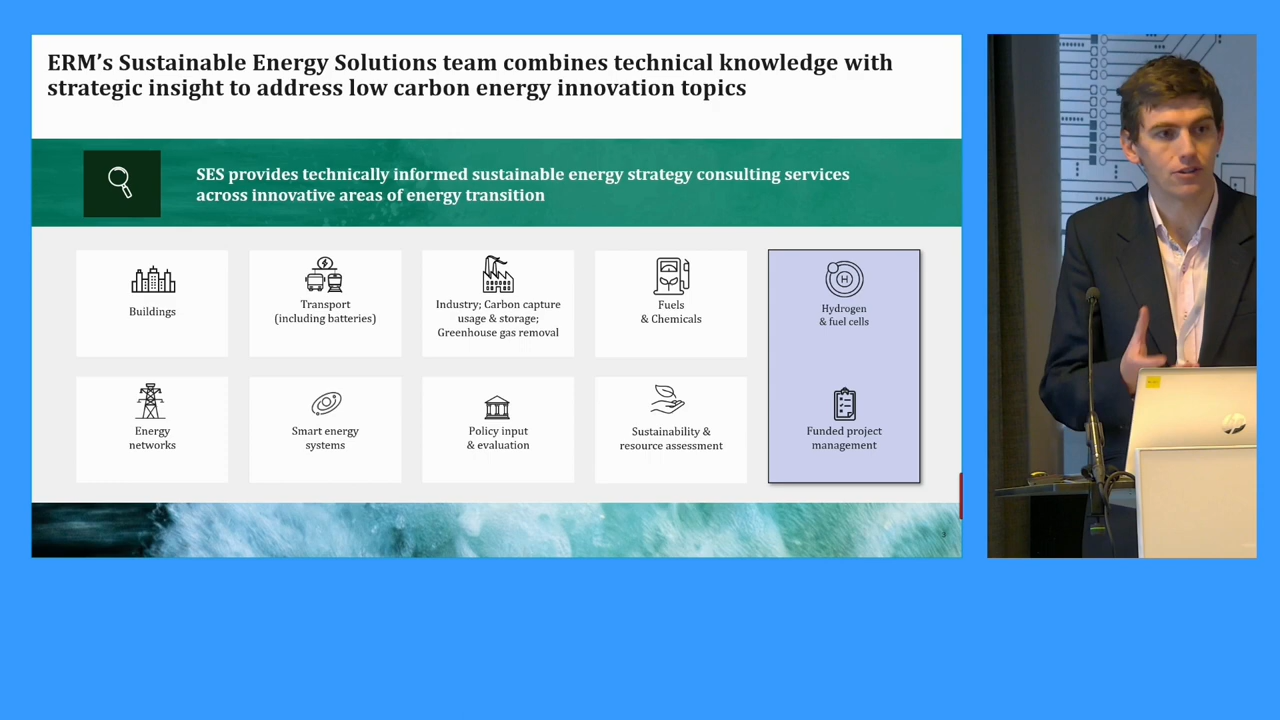 ERM’s Sustainable Energy Solutions team combines technical knowledge with
strategic insight to address low carbon energy innovation topics
SES provides technically informed sustainable energy strategy consulting services
across innovative areas of energy transition
Buildings
Transport
(including batteries)
Industry; Carbon capture
usage & storage;
Greenhouse gas removal
Fuels
& Chemicals
H
Hydrogen
& fuel cells
Energy
networks
Smart energy
systems
Policy input
& evaluation
Sustainability &
resource assessment
Funded project
management
hp